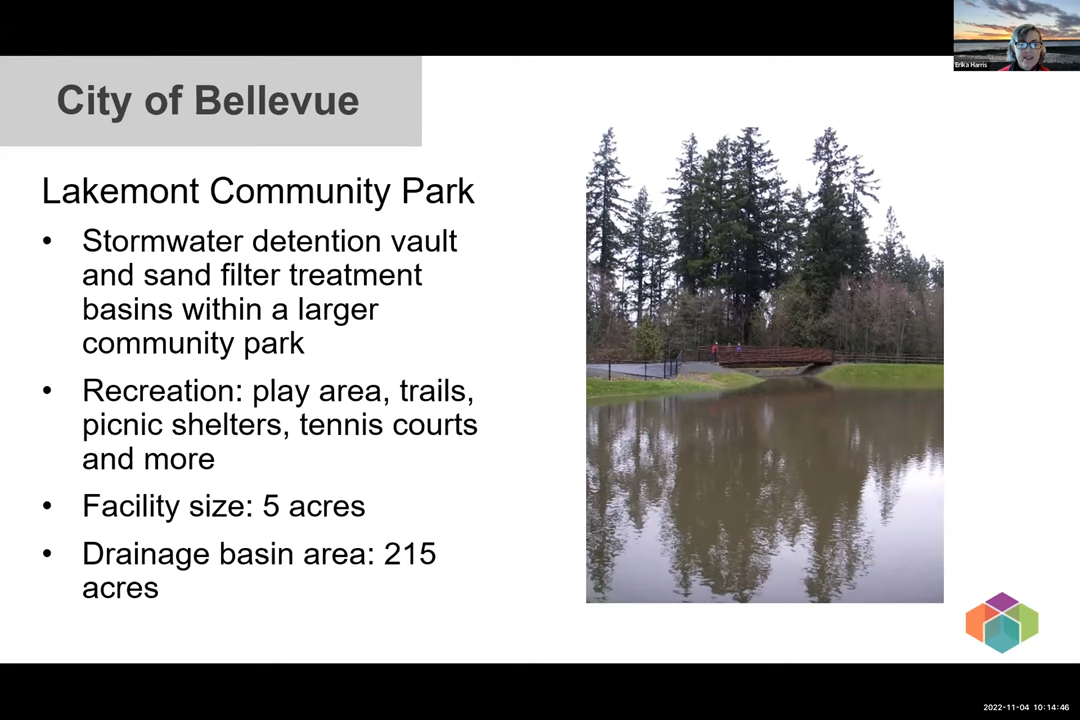 Erika Harris
City of Bellevue
Lakemont Community Park
• Stormwater detention vault
and sand filter treatment
basins within a larger
community park
• Recreation: play area, trails,
picnic shelters, tennis courts
and more
• Facility size: 5 acres
• Drainage basin area: 215
acres
2022-11-04 10:14:46